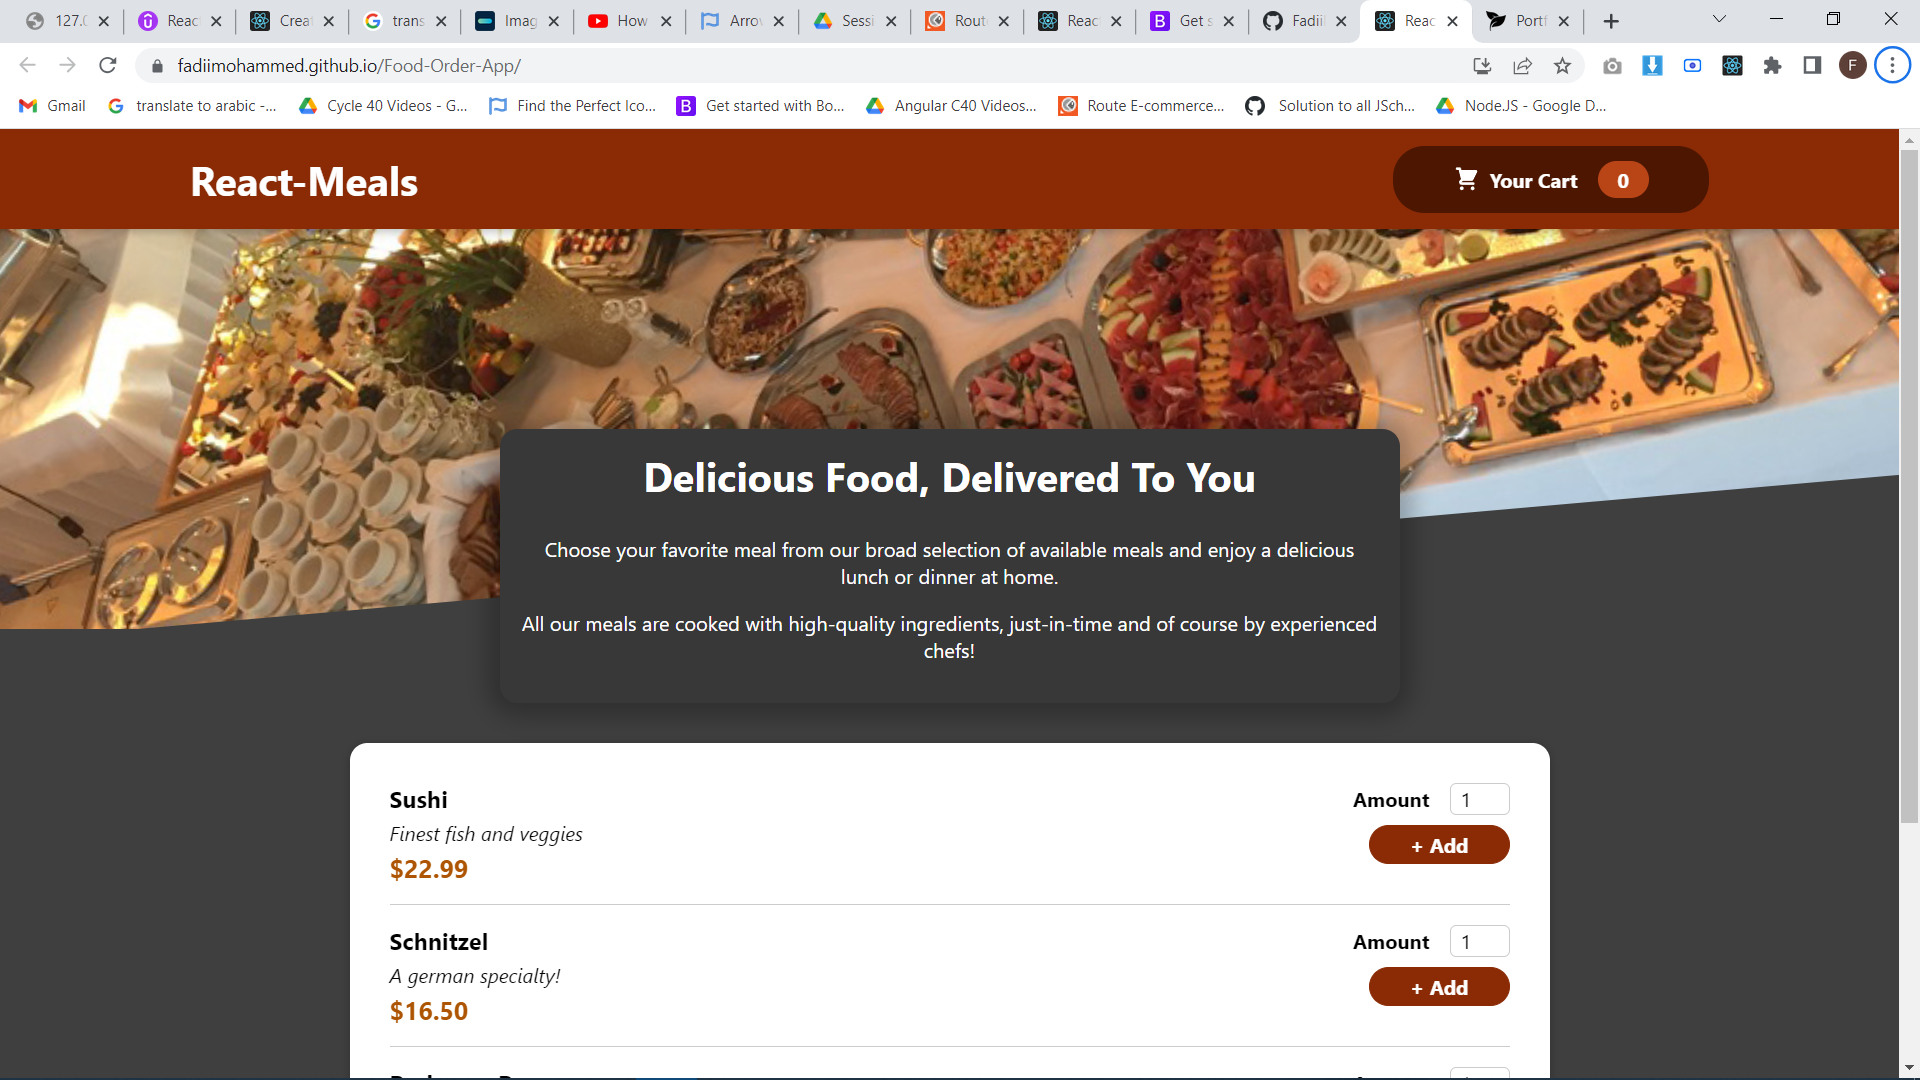 127.
Reac
Crea
trans
Imag
How
Arro
Sessi
Rout
Reac
Get s
Fadii
Reac
Portf
fadiimohammed.github.io/Food-Order-App/
F
Gmail
translate to arabic -...
Cycle 40 Videos - G...
Find the Perfect Ico...
Get started with Bo...
Angular C40 Videos...
Route E-commerce...
Solution to all JSch...
Node.JS - Google D...
React-Meals
Your Cart 0
Delicious Food, Delivered To You
Choose your favorite meal from our broad selection of available meals and enjoy a delicious
lunch or dinner at home.
All our meals are cooked with high-quality ingredients, just-in-time and of course by experienced
chefs!
Sushi
Amount 1
Finest fish and veggies
+ Add
$22.99
Schnitzel
Amount 1
A german specialty!
+ Add
$16.50